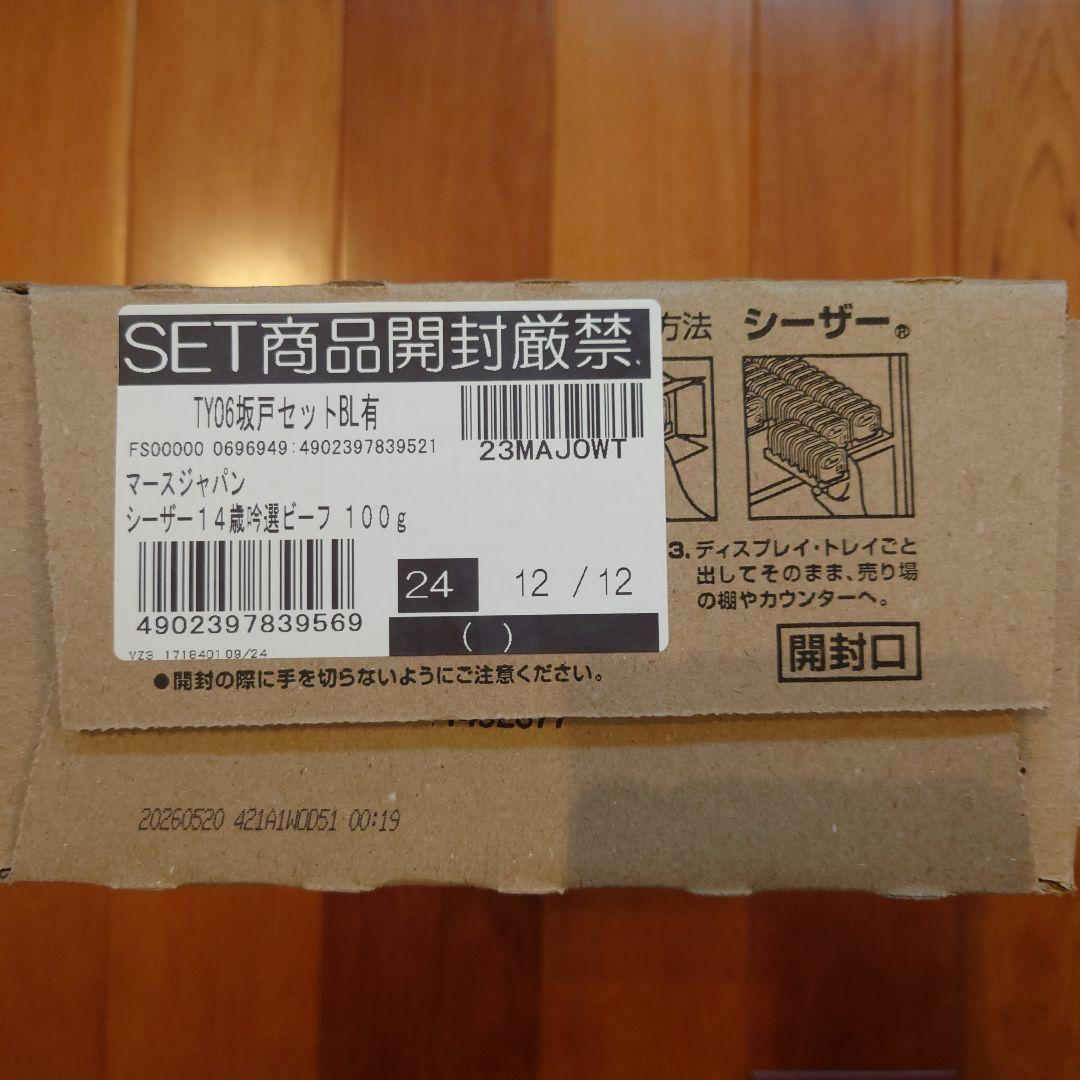 SET商品開封厳禁.
TY06坂戸セットBL有
FS00000 0696949:4902397839521
23MAJOWT
マースジャパン
シーザー14歳吟選ビーフ 100g
4902397839569
24 12 /12
( )
YZ3 1718401 09/24
方法 シーザー®
3. ディスプレイ・トレイごと
出してそのまま、売り場
の棚やカウンターへ。
開封口
●開封の際に手を切らないようにご注意ください。
20260520 421A1W0D51 00:19